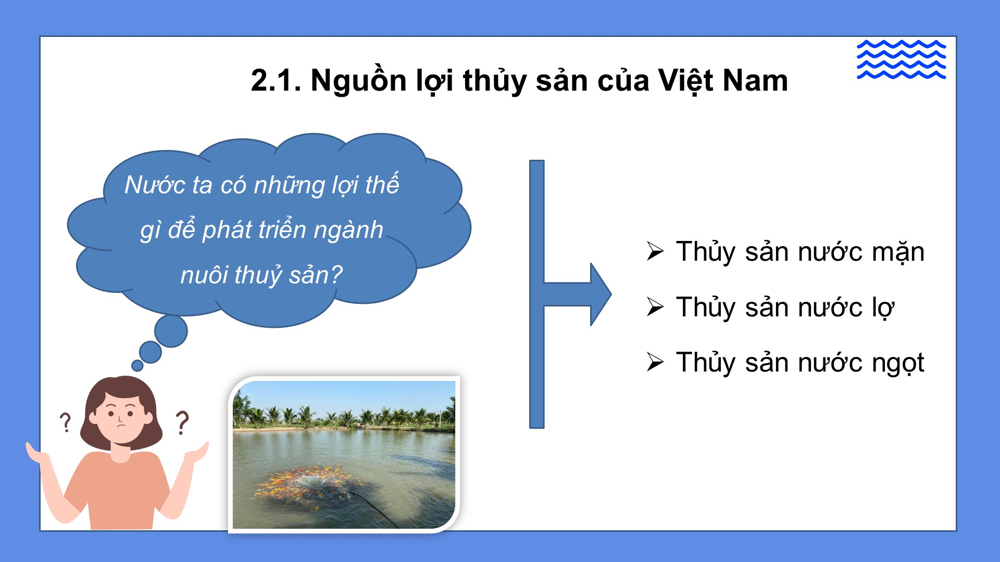 2.1. Nguồn lợi thủy sản của Việt Nam
Nước ta có những lợi thế
gì để phát triển ngành
nuôi thuỷ sản?
? ?
➢ Thủy sản nước mặn
➢ Thủy sản nước lợ
➢ Thủy sản nước ngọt